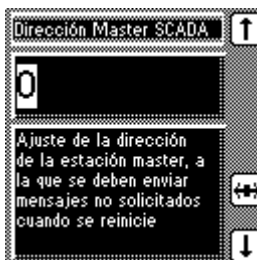 Dirección Master SCADA
0
Ajuste de la dirección
de la estación master, a
la que se deben enviar
mensajes no solicitados
cuando se reinicie